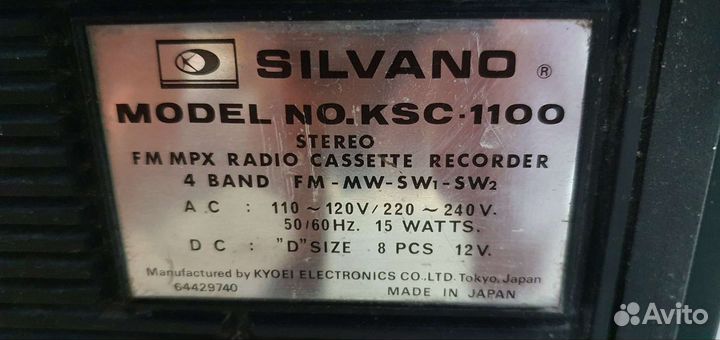 SILVANO ®
MODEL NO.KSC-1100
STEREO
FM MPX RADIO CASSETTE RECORDER
4 BAND FM-MW-SW1-SW2
AC : 110~120V/220~240V.
50/60Hz. 15 WATTS.
DC : "D" SIZE 8 PCS 12V.
Manufactured by KYOEI ELECTRONICS CO.,LTD. Tokyo, Japan
64429740 MADE IN JAPAN
Avito